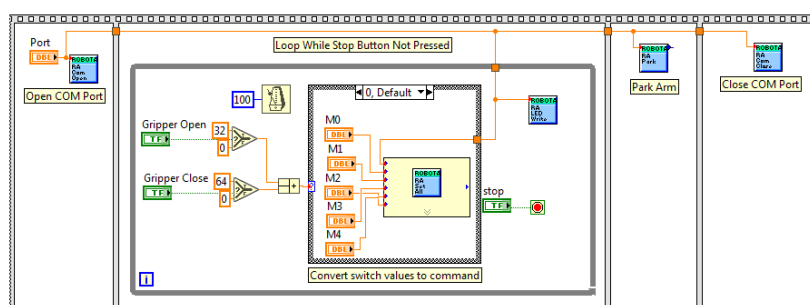 Port
DBL
ROBOTA
RA
Com
Open
Open COM Port
Loop While Stop Button Not Pressed
100
0, Default
Gripper Open
TF
32
0
Gripper Close
TF
64
0
M0
DBL
M1
DBL
M2
DBL
M3
DBL
M4
DBL
ROBOTA
RA
Set
All
ROBOTA
RA
LED
Write
stop
TF
i
Convert switch values to command
ROBOTA
RA
Park
Park Arm
ROBOTA
RA
Com
Close
Close COM Port